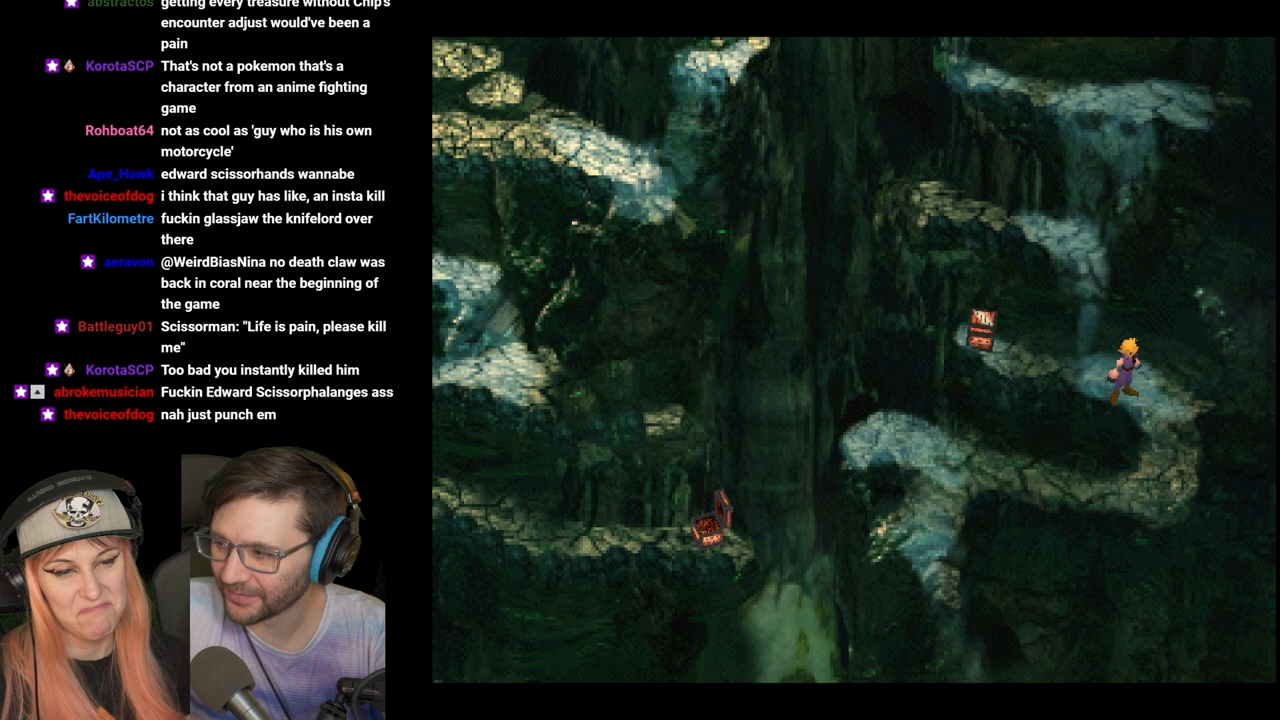 abstractos getting every treasure without Chip's
encounter adjust would've been a
pain
KorotaSCP That's not a pokemon that's a
character from an anime fighting
game
Rohboat64 not as cool as 'guy who is his own
motorcycle'
Ape_Hawk edward scissorhands wannabe
thevoiceofdog i think that guy has like, an insta kill
FartKilometre fuckin glassjaw the knifelord over
there
aeravon @WeirdBiasNina no death claw was
back in coral near the beginning of
the game
Battleguy01 Scissorman: "Life is pain, please kill
me"
KorotaSCP Too bad you instantly killed him
abrokemusician Fuckin Edward Scissorphalanges ass
thevoiceofdog nah just punch em